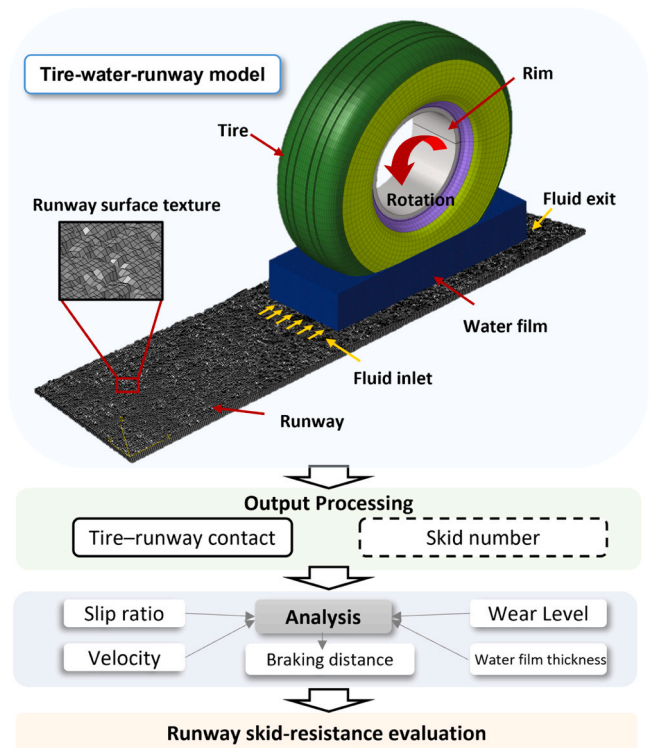 Tire-water-runway model
Rim
Tire
Rotation
Runway surface texture
Fluid exit
Water film
Fluid inlet
Runway
Output Processing
Tire–runway contact
Skid number
Slip ratio
Analysis
Wear Level
Velocity
Braking distance
Water film thickness
Runway skid-resistance evaluation